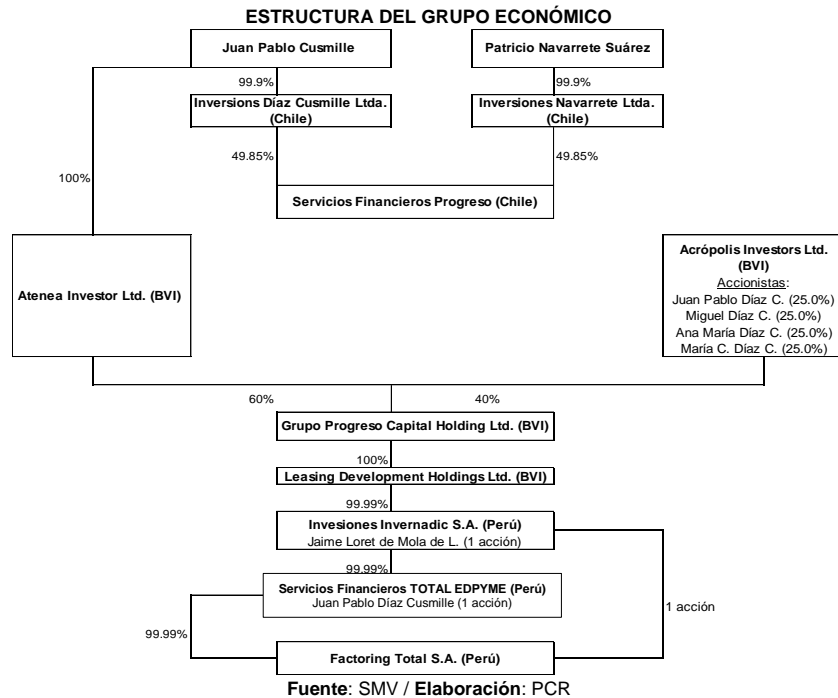 ESTRUCTURA DEL GRUPO ECONÓMICO
Juan Pablo Cusmille
Patricio Navarrete Suárez
99.9%
99.9%
Inversions Díaz Cusmille Ltda.
(Chile)
Inversiones Navarrete Ltda.
(Chile)
49.85%
49.85%
100%
Servicios Financieros Progreso (Chile)
Atenea Investor Ltd. (BVI)
Acrópolis Investors Ltd.
(BVI)
Accionistas:
Juan Pablo Díaz C. (25.0%)
Miguel Díaz C. (25.0%)
Ana María Díaz C. (25.0%)
María C. Díaz C. (25.0%)
60%
40%
Grupo Progreso Capital Holding Ltd. (BVI)
100%
Leasing Development Holdings Ltd. (BVI)
99.99%
Invesiones Invernadic S.A. (Perú)
Jaime Loret de Mola de L. (1 acción)
99.99%
Servicios Financieros TOTAL EDPYME (Perú)
Juan Pablo Díaz Cusmille (1 acción)
1 acción
99.99%
Factoring Total S.A. (Perú)
Fuente: SMV / Elaboración: PCR